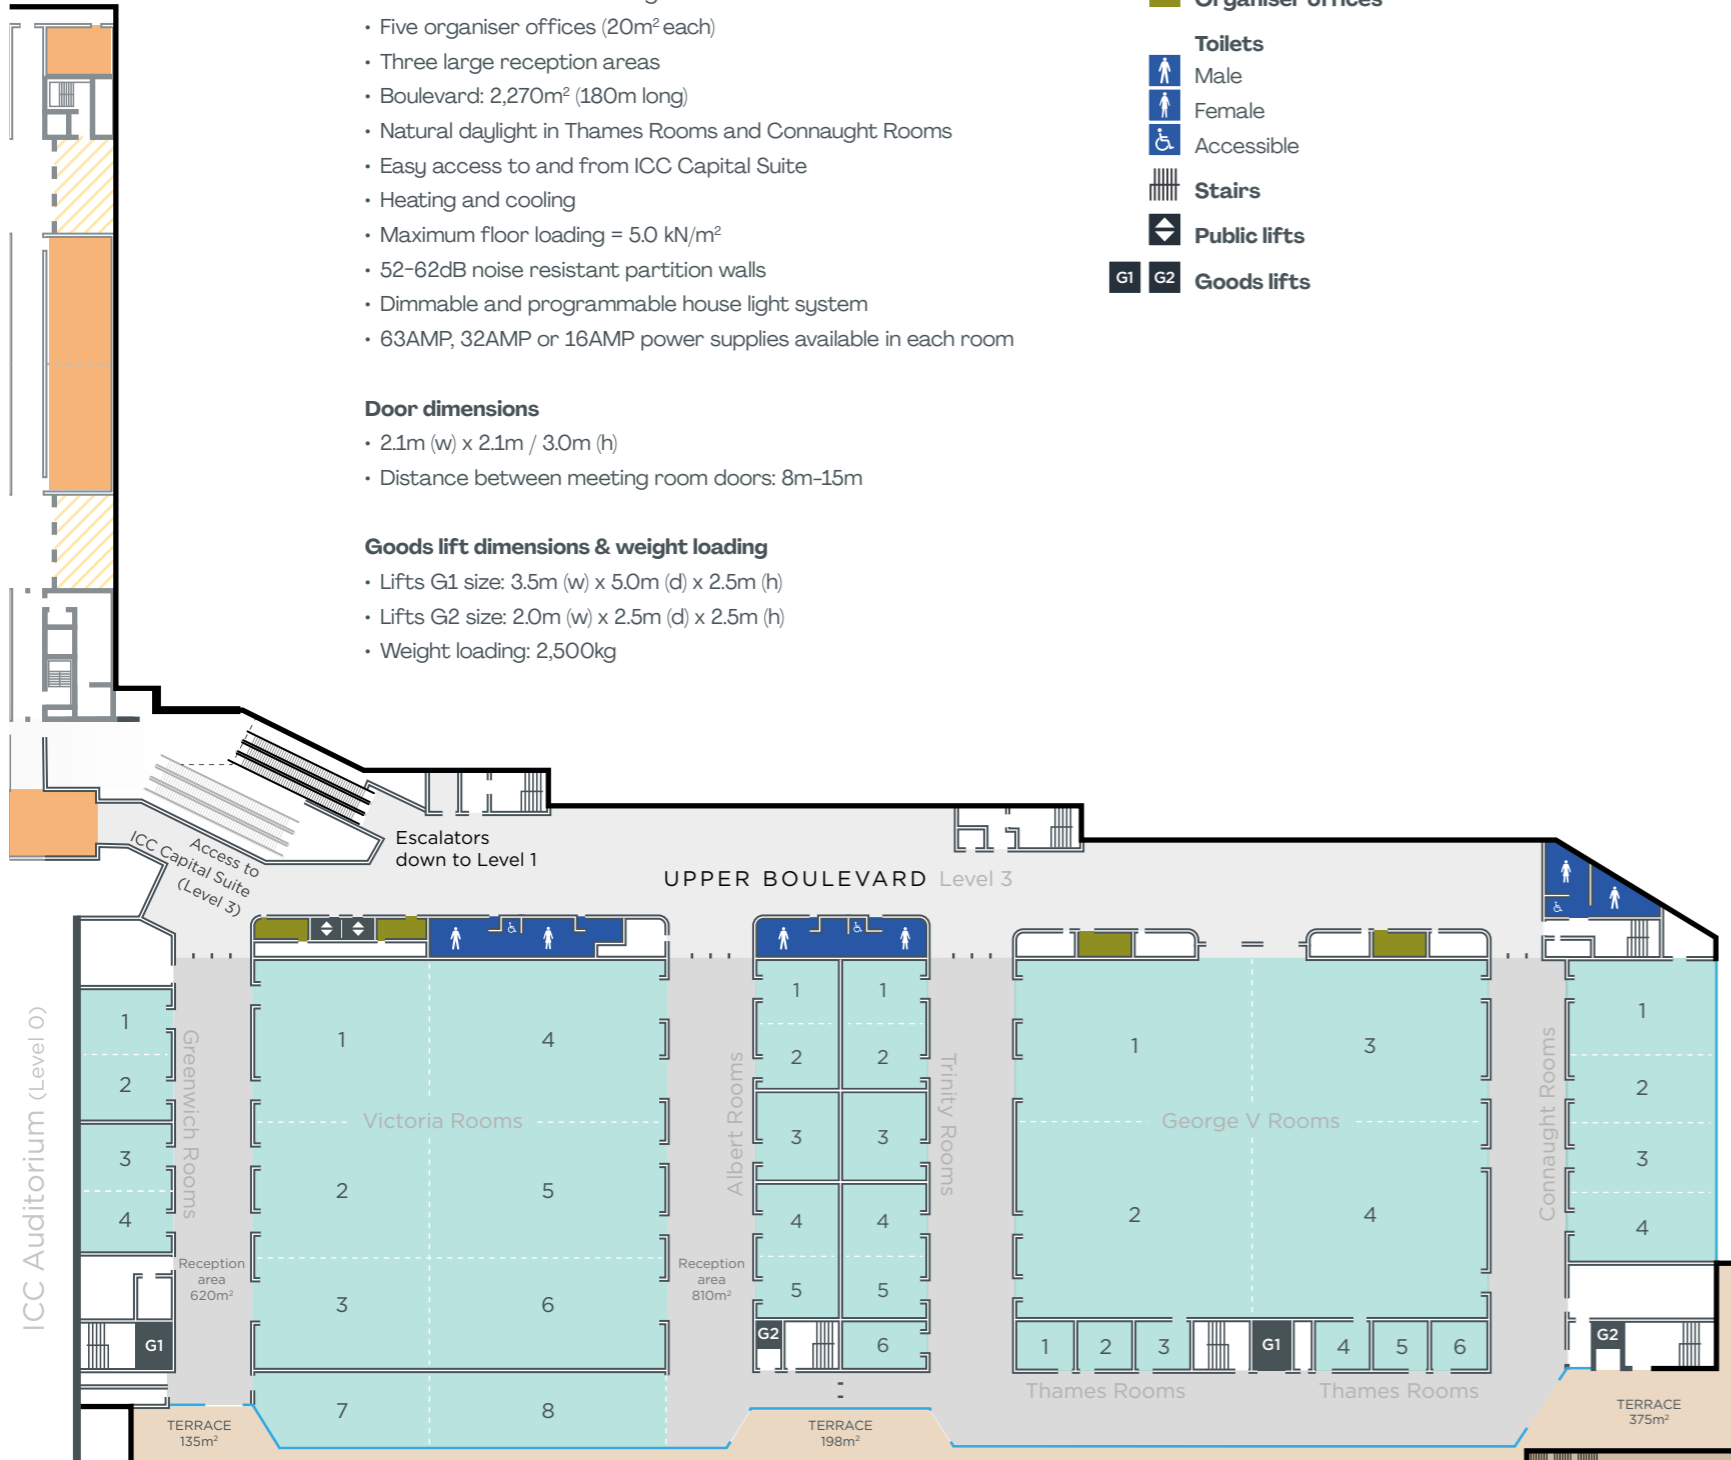 • Five organiser offices (20m² each)
• Three large reception areas
• Boulevard: 2,270m² (180m long)
• Natural daylight in Thames Rooms and Connaught Rooms
• Easy access to and from ICC Capital Suite
• Heating and cooling
• Maximum floor loading = 5.0 kN/m²
• 52-62dB noise resistant partition walls
• Dimmable and programmable house light system
• 63AMP, 32AMP or 16AMP power supplies available in each room
Door dimensions
• 2.1m (w) x 2.1m / 3.0m (h)
• Distance between meeting room doors: 8m-15m
Goods lift dimensions & weight loading
• Lifts G1 size: 3.5m (w) x 5.0m (d) x 2.5m (h)
• Lifts G2 size: 2.0m (w) x 2.5m (d) x 2.5m (h)
• Weight loading: 2,500kg
Organiser offices
Toilets
Male
Female
Accessible
Stairs
Public lifts
G1 G2 Goods lifts
Escalators
down to Level 1
Access to
ICC Capital Suite
(Level 3)
UPPER BOULEVARD Level 3
ICC Auditorium (Level 0)
1
2
3
4
G1
Greenwich Rooms
Reception
area
620m²
Victoria Rooms
1
4
2
5
3
6
7
8
Reception
area
810m²
Albert Rooms
1
2
3
4
5
G2
Trinity Rooms
1
2
3
4
5
6
George V Rooms
1
3
2
4
1 2 3 G1 4 5 6
Thames Rooms
Thames Rooms
Connaught Rooms
1
2
3
4
G2
TERRACE
135m²
TERRACE
198m²
TERRACE
375m²